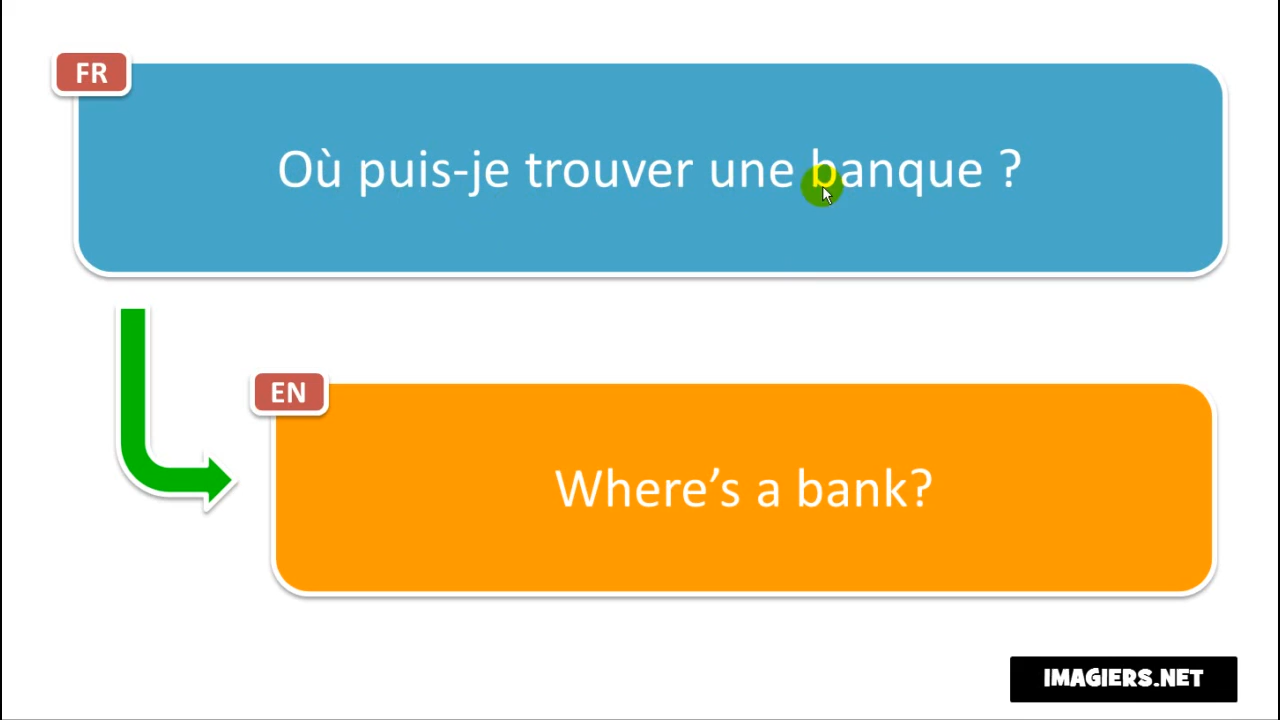 FR
Où puis-je trouver une banque ?
EN
Where’s a bank?
IMAGIERS.NET